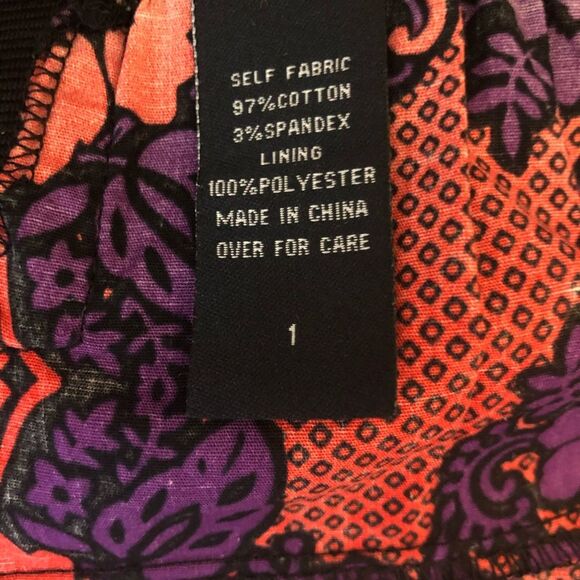 SELF FABRIC
97%COTTON
3%SPANDEX
LINING
100%POLYESTER
MADE IN CHINA
OVER FOR CARE
1